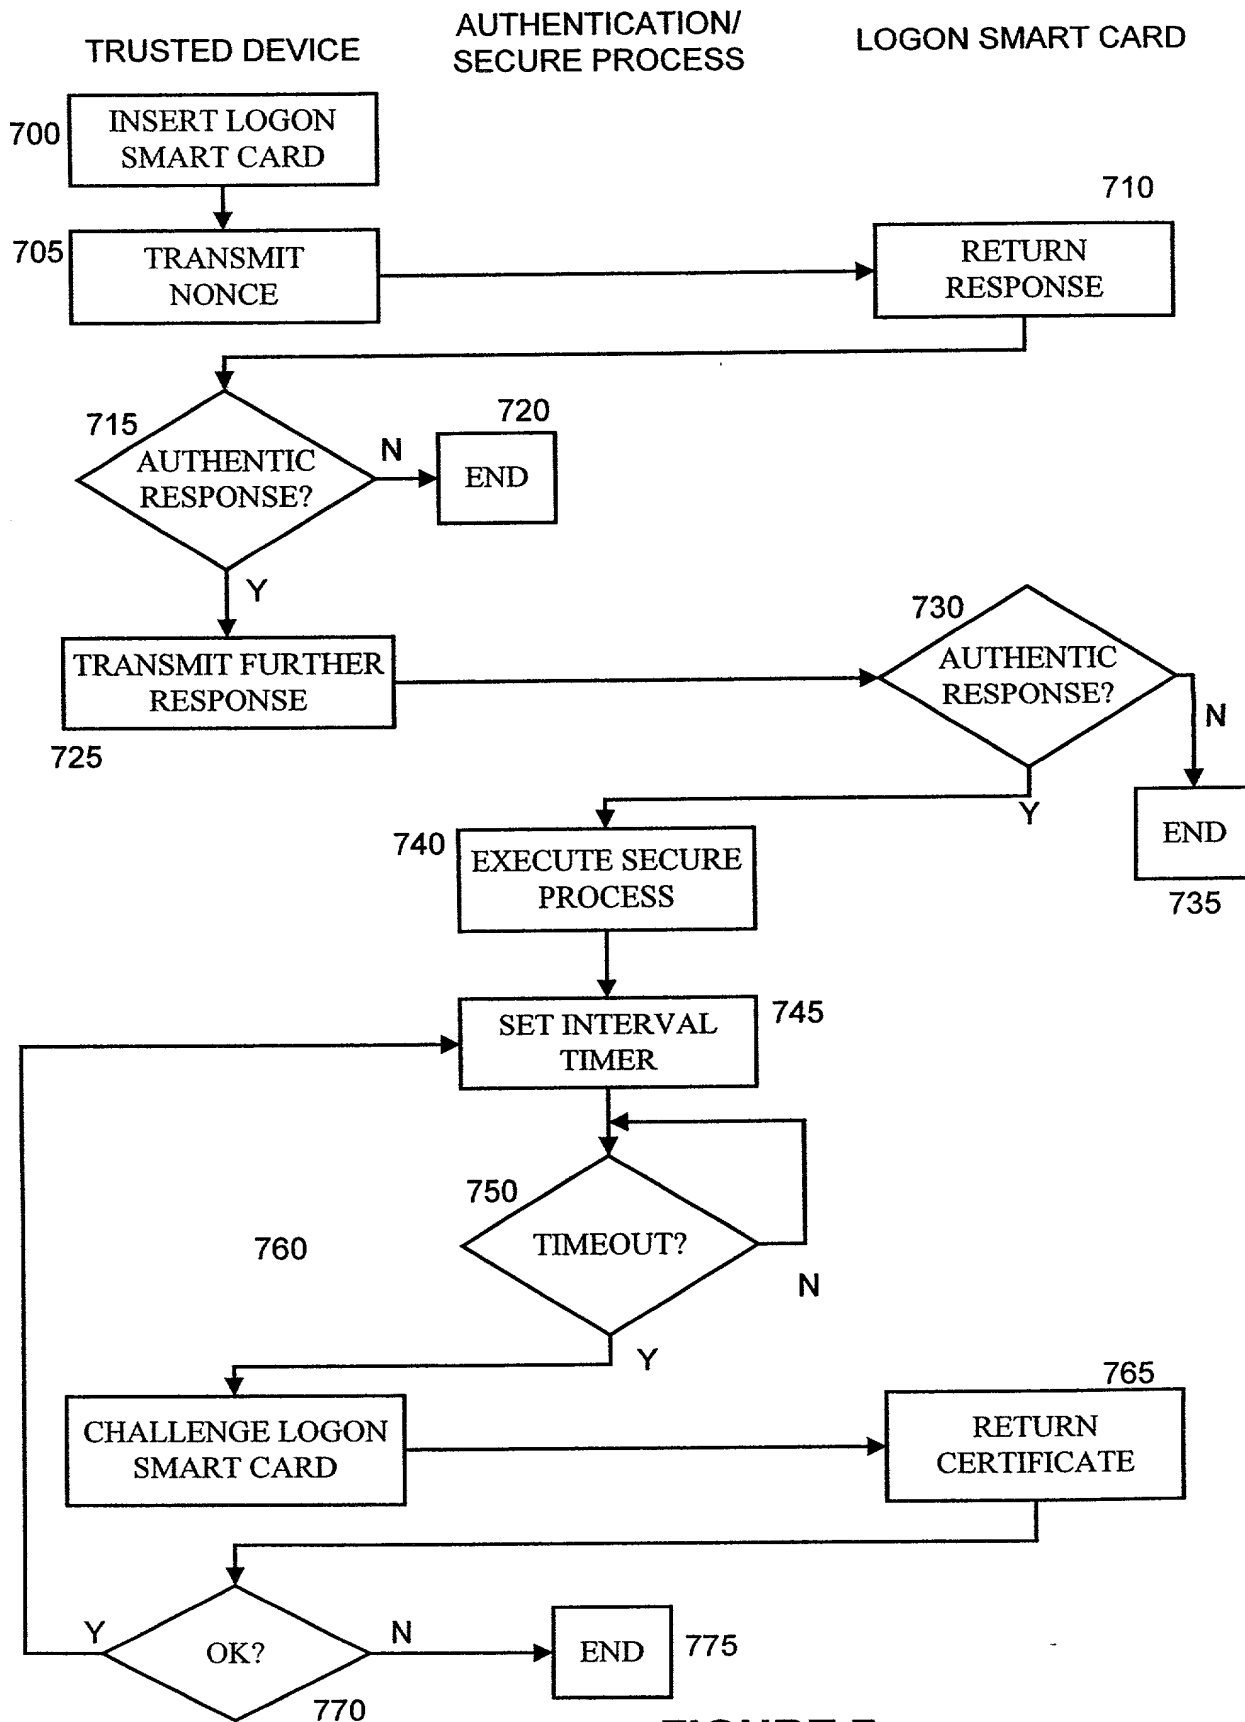 TRUSTED DEVICE
AUTHENTICATION/
SECURE PROCESS
LOGON SMART CARD
700
INSERT LOGON
SMART CARD
710
705
TRANSMIT
NONCE
RETURN
RESPONSE
715
AUTHENTIC
RESPONSE?
N
720
END
Y
TRANSMIT FURTHER
RESPONSE
725
730
AUTHENTIC
RESPONSE?
N
Y
END
735
740
EXECUTE SECURE
PROCESS
SET INTERVAL
TIMER
745
750
TIMEOUT?
N
760
Y
CHALLENGE LOGON
SMART CARD
765
RETURN
CERTIFICATE
Y
OK?
N
770
END
775